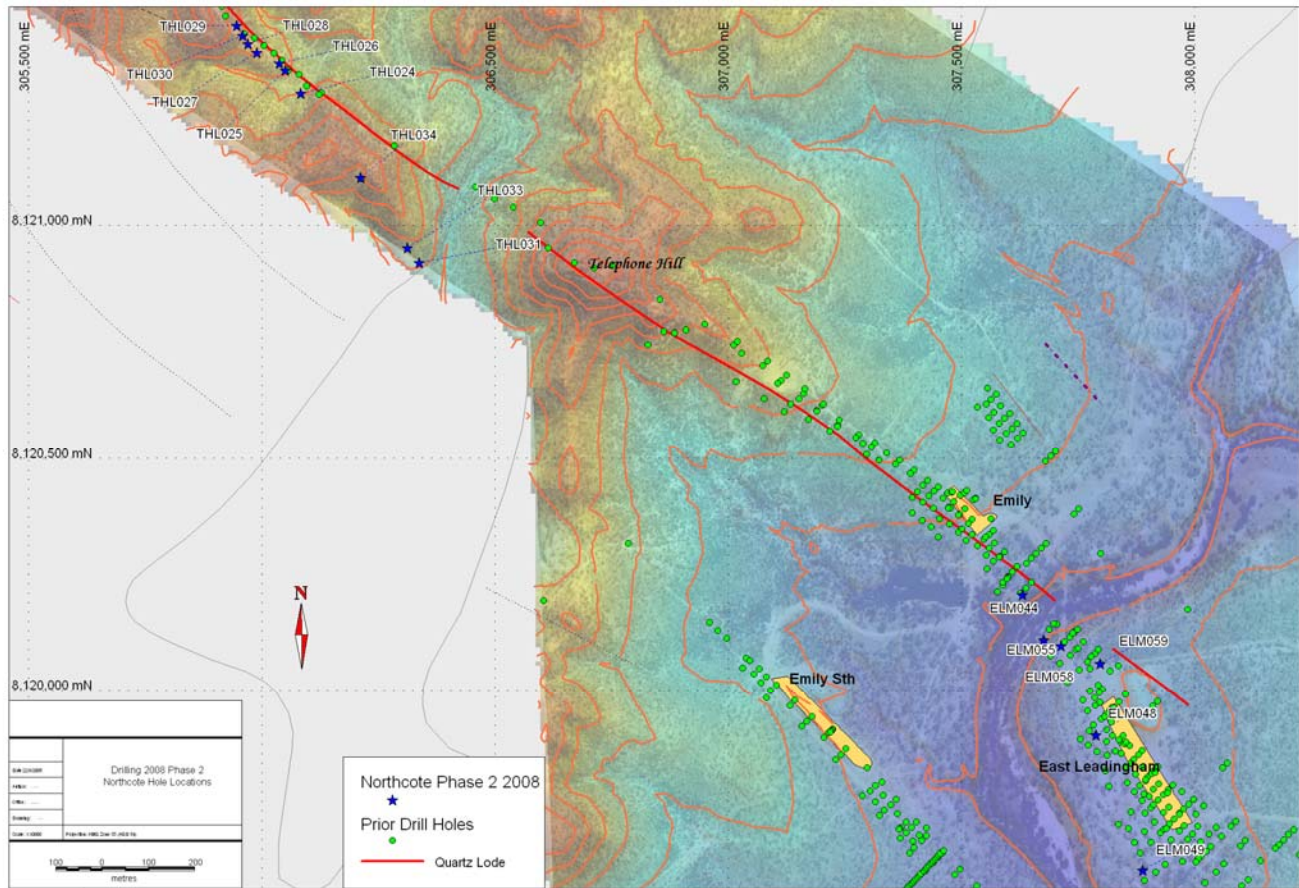 305,500 mE
306,500 mE
307,000 mE
307,500 mE
308,000 mE
THL029
THL028
THL026
THL030
THL024
THL027
THL025
THL034
THL033
8,121,000 mN
THL031
Telephone Hill
8,120,500 mN
Emily
ELM044
ELM055
ELM059
ELM058
8,120,000 mN
Emily Sth
ELM048
East Leadingham
ELM049
N
Drilling 2008 Phase 2
Northcote Hole Locations
100 0 100 200
metres
Northcote Phase 2 2008
Prior Drill Holes
Quartz Lode